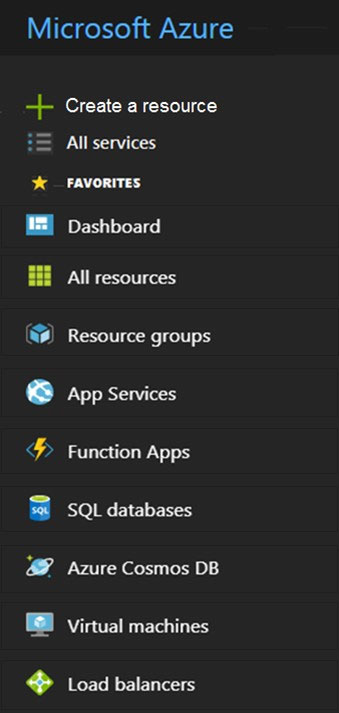 Microsoft Azure
Create a resource
All services
FAVORITES
Dashboard
All resources
Resource groups
App Services
Function Apps
SQL
SQL databases
Azure Cosmos DB
Virtual machines
Load balancers